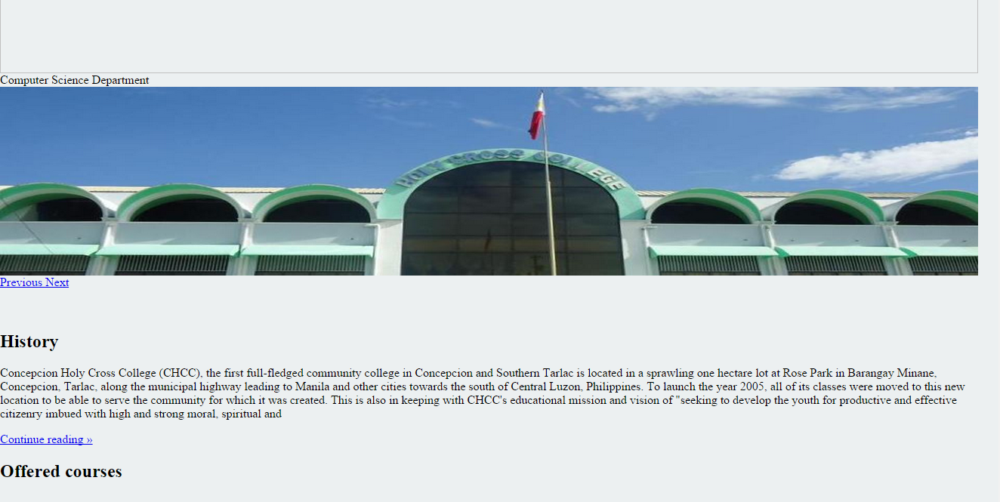 Computer Science Department
HOLY CROSS COLLEGE
Previous Next
History
Concepcion Holy Cross College (CHCC), the first full-fledged community college in Concepcion and Southern Tarlac is located in a sprawling one hectare lot at Rose Park in Barangay Minane,
Concepcion, Tarlac, along the municipal highway leading to Manila and other cities towards the south of Central Luzon, Philippines. To launch the year 2005, all of its classes were moved to this new
location to be able to serve the community for which it was created. This is also in keeping with CHCC's educational mission and vision of "seeking to develop the youth for productive and effective
citizenry imbued with high and strong moral, spiritual and
Continue reading »
Offered courses